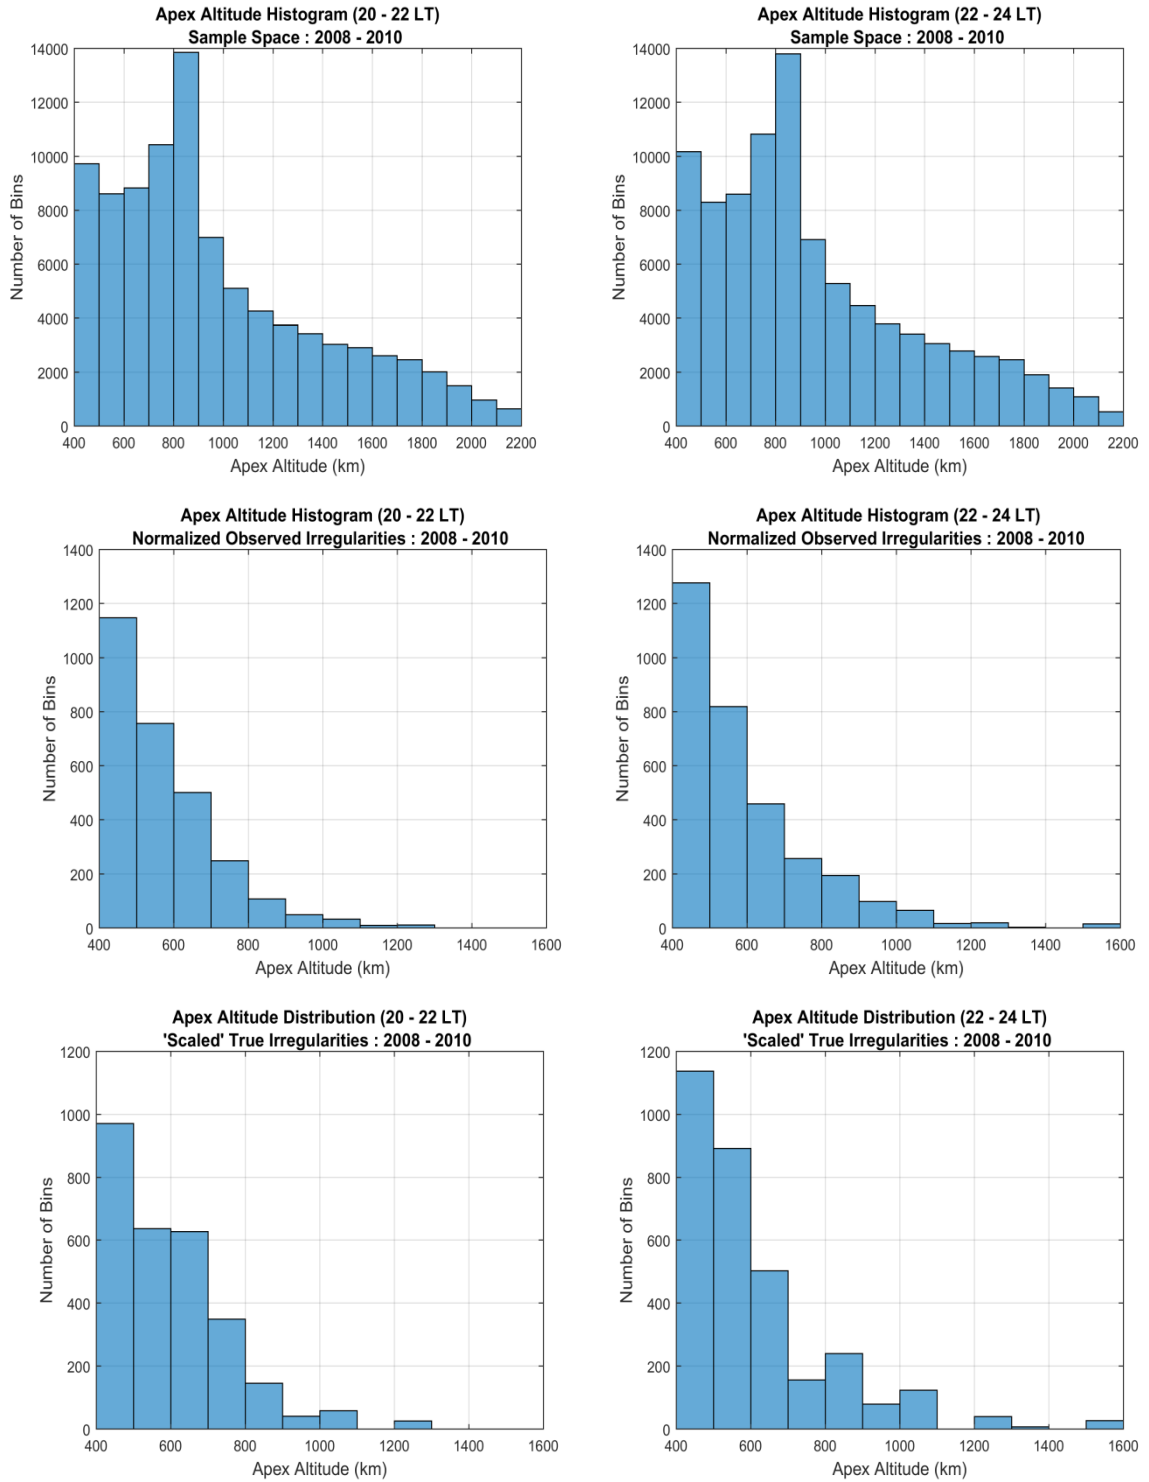 Apex Altitude Histogram (20 - 22 LT)
Sample Space : 2008 - 2010
14000
12000
10000
8000
6000
4000
2000
0
Number of Bins
400 600 800 1000 1200 1400 1600 1800 2000 2200
Apex Altitude (km)
Apex Altitude Histogram (22 - 24 LT)
Sample Space : 2008 - 2010
14000
12000
10000
8000
6000
4000
2000
0
Number of Bins
400 600 800 1000 1200 1400 1600 1800 2000 2200
Apex Altitude (km)
Apex Altitude Histogram (20 - 22 LT)
Normalized Observed Irregularities : 2008 - 2010
1400
1200
1000
800
600
400
200
0
Number of Bins
400 600 800 1000 1200 1400 1600
Apex Altitude (km)
Apex Altitude Histogram (22 - 24 LT)
Normalized Observed Irregularities : 2008 - 2010
1400
1200
1000
800
600
400
200
0
Number of Bins
400 600 800 1000 1200 1400 1600
Apex Altitude (km)
Apex Altitude Distribution (20 - 22 LT)
'Scaled' True Irregularities : 2008 - 2010
1200
1000
800
600
400
200
0
Number of Bins
400 600 800 1000 1200 1400 1600
Apex Altitude (km)
Apex Altitude Distribution (22 - 24 LT)
'Scaled' True Irregularities : 2008 - 2010
1200
1000
800
600
400
200
0
Number of Bins
400 600 800 1000 1200 1400 1600
Apex Altitude (km)